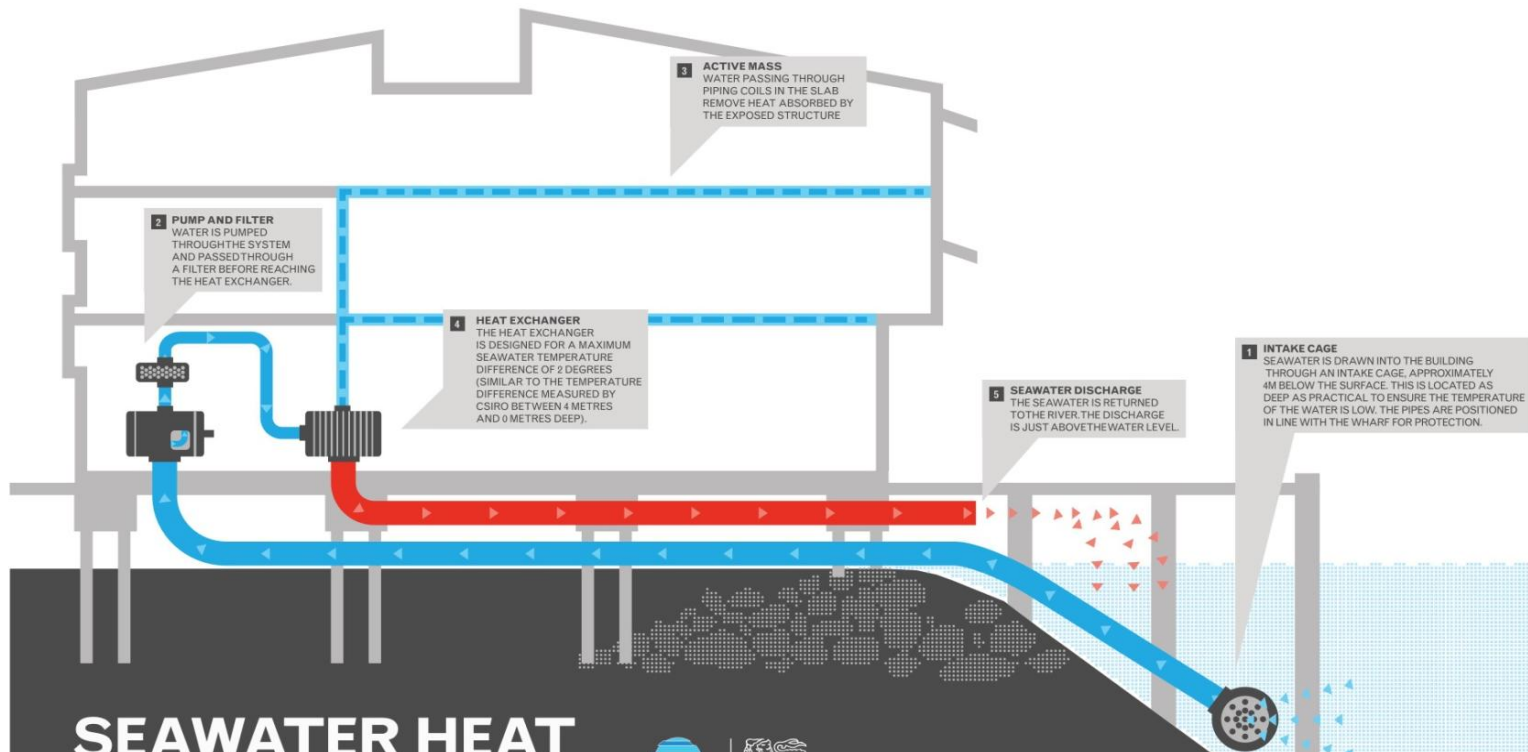 3 ACTIVE MASS
WATER PASSING THROUGH
PIPING COILS IN THE SLAB
REMOVE HEAT ABSORBED BY
THE EXPOSED STRUCTURE
2 PUMP AND FILTER
WATER IS PUMPED
THROUGHTHE SYSTEM
AND PASSEDTHROUGH
A FILTER BEFORE REACHING
THE HEAT EXCHANGER.
4 HEAT EXCHANGER
THE HEAT EXCHANGER
IS DESIGNED FOR A MAXIMUM
SEAWATER TEMPERATURE
DIFFERENCE OF 2 DEGREES
(SIMILAR TO THE TEMPERATURE
DIFFERENCE MEASURED BY
CSIRO BETWEEN 4 METRES
AND 0 METRES DEEP).
5 SEAWATER DISCHARGE
THE SEAWATER IS RETURNED
TOTHE RIVER.THE DISCHARGE
IS JUST ABOVETHEWATER LEVEL.
1 INTAKE CAGE
SEAWATER IS DRAWN INTO THE BUILDING
THROUGH AN INTAKE CAGE, APPROXIMATELY
4M BELOW THE SURFACE. THIS IS LOCATED AS
DEEP AS PRACTICAL TO ENSURE THE TEMPERATURE
OF THE WATER IS LOW. THE PIPES ARE POSITIONED
IN LINE WITH THE WHARF FOR PROTECTION.
SEAWATER HEAT